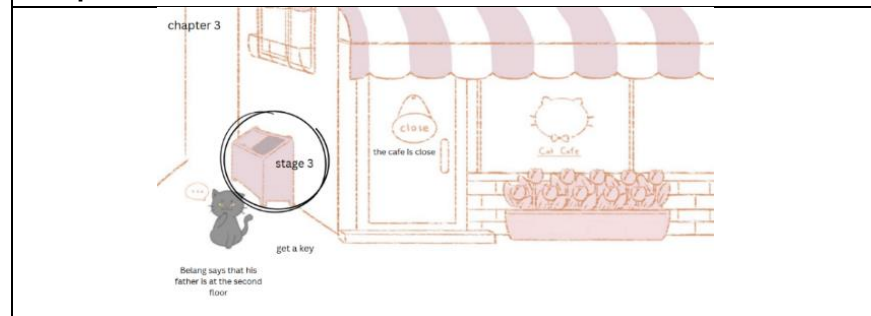 chapter 3
close
the cafe is close
Cat Cafe
stage 3
...
get a key
Belang says that his
father is at the second
floor